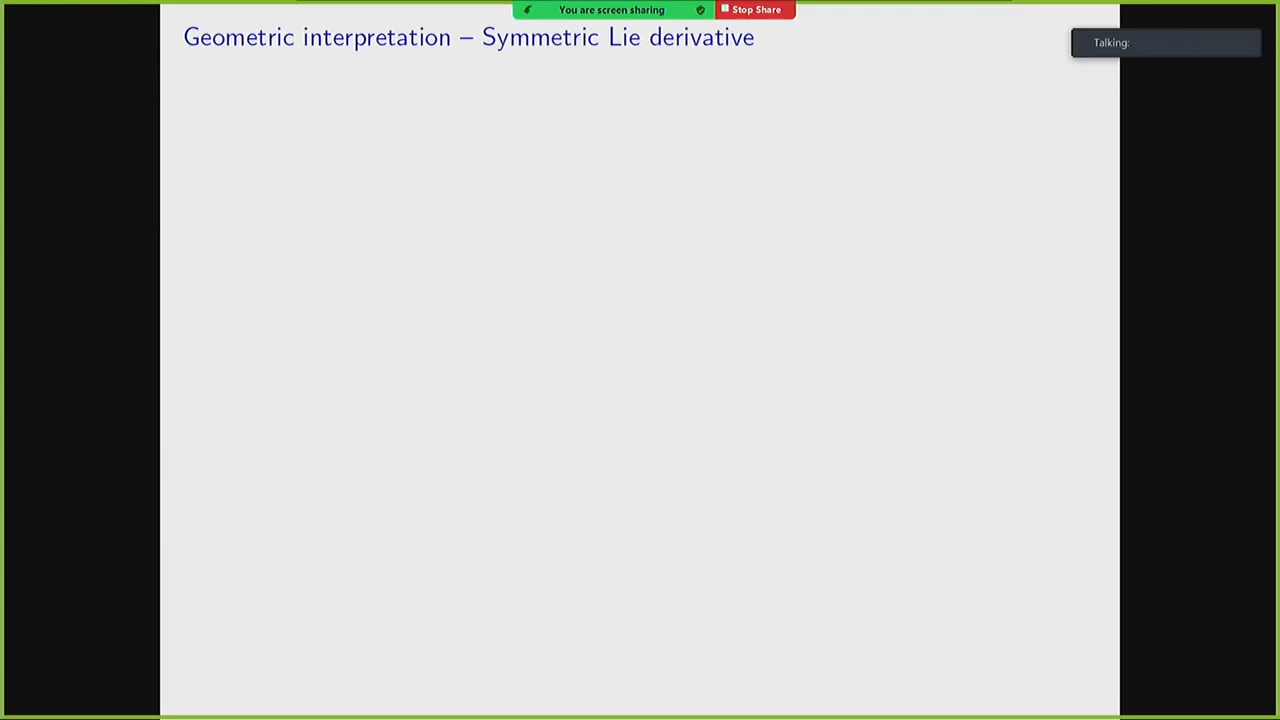 You are screen sharing Stop Share
Geometric interpretation – Symmetric Lie derivative
Talking: